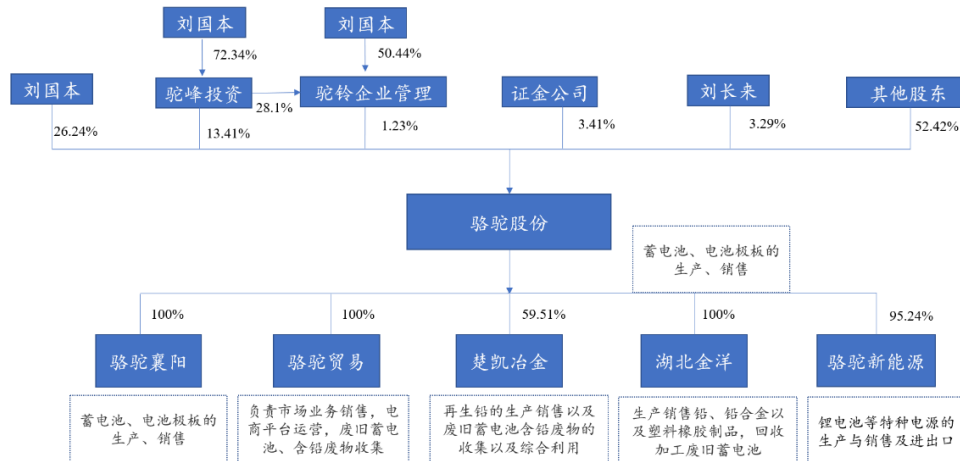 刘国本
刘国本
72.34%
50.44%
刘国本
驼峰投资
28.1%
驼铃企业管理
证金公司
刘长来
其他股东
26.24%
13.41%
1.23%
3.41%
3.29%
52.42%
骆驼股份
蓄电池、电池极板的
生产、销售
100%
100%
59.51%
100%
95.24%
骆驼襄阳
骆驼贸易
楚凯冶金
湖北金洋
骆驼新能源
蓄电池、电池极板的
生产、销售
负责市场业务销售，电
商平台运营，废旧蓄电
池、含铅废物收集
再生铅的生产销售以及
废旧蓄电池含铅废物的
收集以及综合利用
生产销售铅、铅合金以
及塑料橡胶制品，回收
加工废旧蓄电池
锂电池等特种电源的
生产与销售及进出口